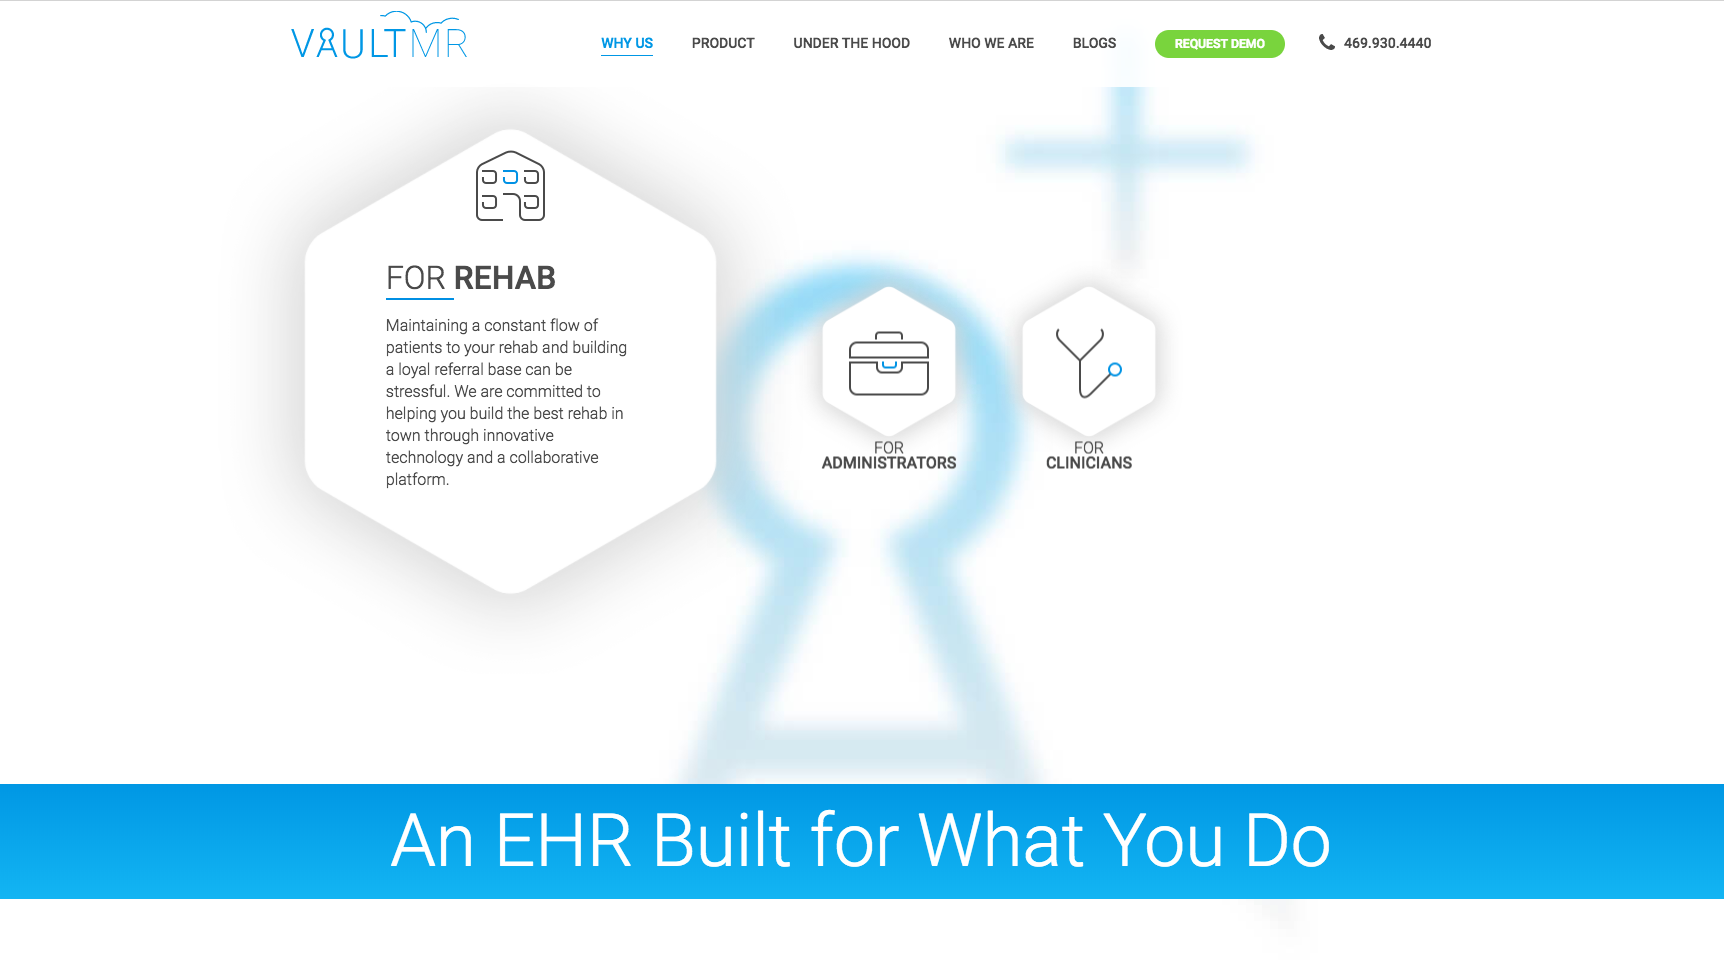 VAULTMR
WHY US
PRODUCT
UNDER THE HOOD
WHO WE ARE
BLOGS
REQUEST DEMO
469.930.4440
FOR REHAB
Maintaining a constant flow of
patients to your rehab and building
a loyal referral base can be
stressful. We are committed to
helping you build the best rehab in
town through innovative
technology and a collaborative
platform.
FOR
ADMINISTRATORS
FOR
CLINICIANS
An EHR Built for What You Do